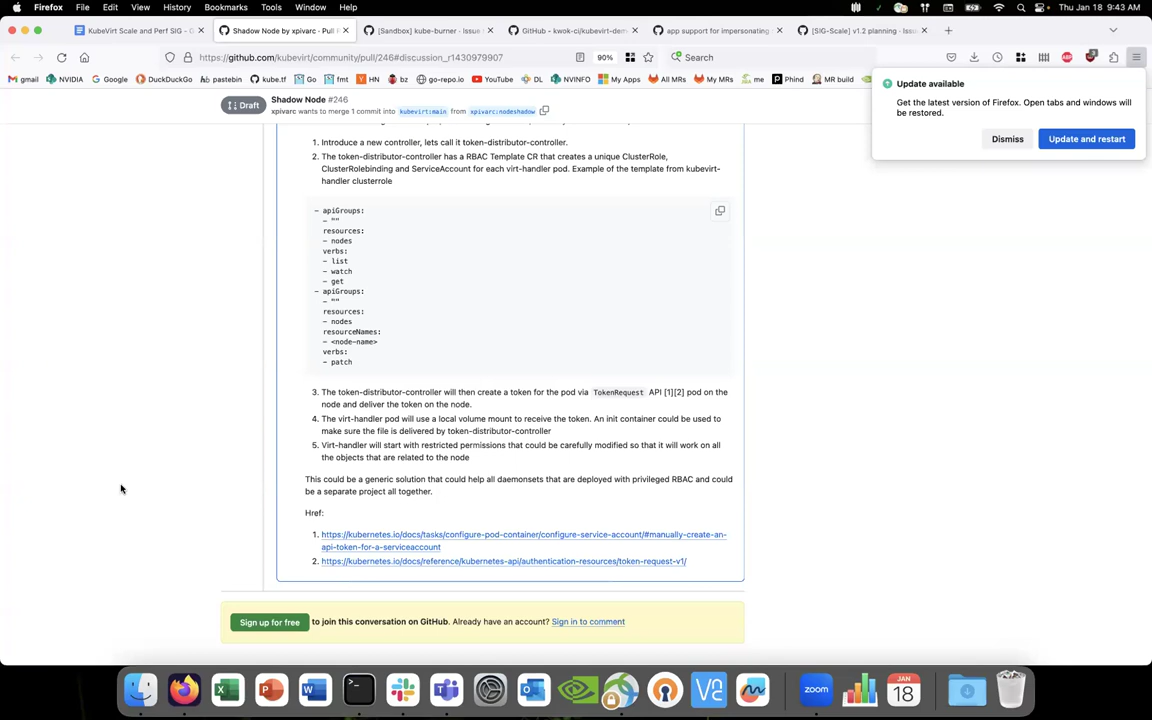 Firefox File Edit View History Bookmarks Tools Window Help Thu Jan 18 9:43 AM
KubeVirt Scale and Perf SIG - G
Shadow Node by xpivarc · Pull R
[Sandbox] kube-burner · Issue
GitHub - kwok-ci/kubevirt-dem
app support for impersonating
[SIG-Scale] v1.2 planning · Issu
https://github.com/kubevirt/community/pull/246#discussion_r1430979907 90% Search
gmail NVIDIA Google DuckDuckGo pastebin kube.tf Go fmt HN bz go-repo.io YouTube DL NVINFO My Apps All MRs My MRs me Phind MR build
Update available
Get the latest version of Firefox. Open tabs and windows will
be restored.
Dismiss Update and restart
Draft
Shadow Node #246
xpivarc wants to merge 1 commit into kubevirt:main from xpivarc:nodeshadow
1. Introduce a new controller, lets call it token-distributor-controller.
2. The token-distributor-controller has a RBAC Template CR that creates a unique ClusterRole,
ClusterRolebinding and ServiceAccount for each virt-handler pod. Example of the template from kubevirt-
handler clusterrole
- apiGroups:
- ""
resources:
- nodes
verbs:
- list
- watch
- get
- apiGroups:
- ""
resources:
- nodes
resourceNames:
- <node-name>
verbs:
- patch
3. The token-distributor-controller will then create a token for the pod via TokenRequest API [1][2] pod on the
node and deliver the token on the node.
4. The virt-handler pod will use a local volume mount to receive the token. An init container could be used to
make sure the file is delivered by token-distributor-controller
5. Virt-handler will start with restricted permissions that could be carefully modified so that it will work on all
the objects that are related to the node
This could be a generic solution that could help all daemonsets that are deployed with privileged RBAC and could
be a separate project all together.
Href:
1. https://kubernetes.io/docs/tasks/configure-pod-container/configure-service-account/#manually-create-an-
api-token-for-a-serviceaccount
2. https://kubernetes.io/docs/reference/kubernetes-api/authentication-resources/token-request-v1/
Sign up for free to join this conversation on GitHub. Already have an account? Sign in to comment
zoom
JAN
18